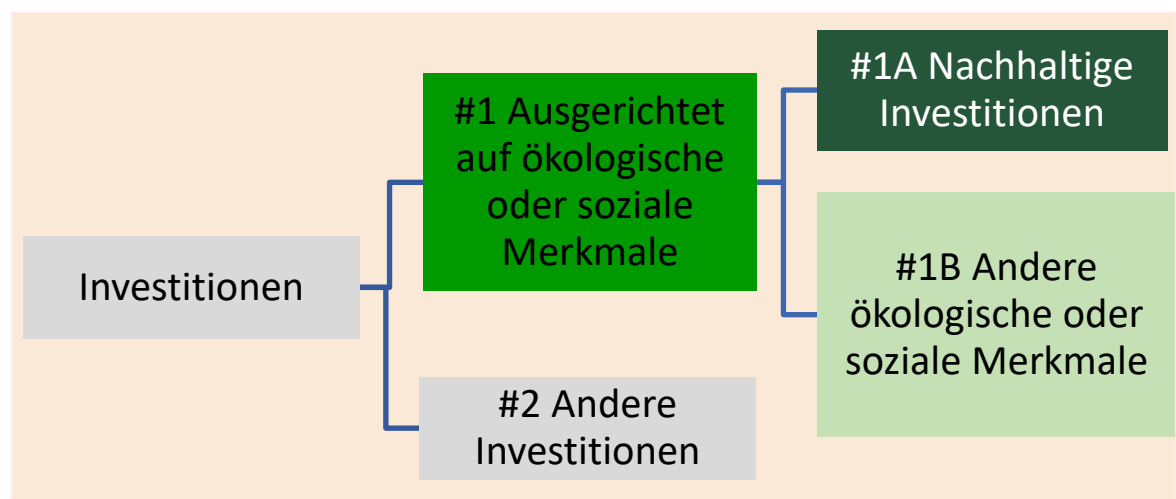 Investitionen
#1 Ausgerichtet
auf ökologische
oder soziale
Merkmale
#2 Andere
Investitionen
#1A Nachhaltige
Investitionen
#1B Andere
ökologische oder
soziale Merkmale